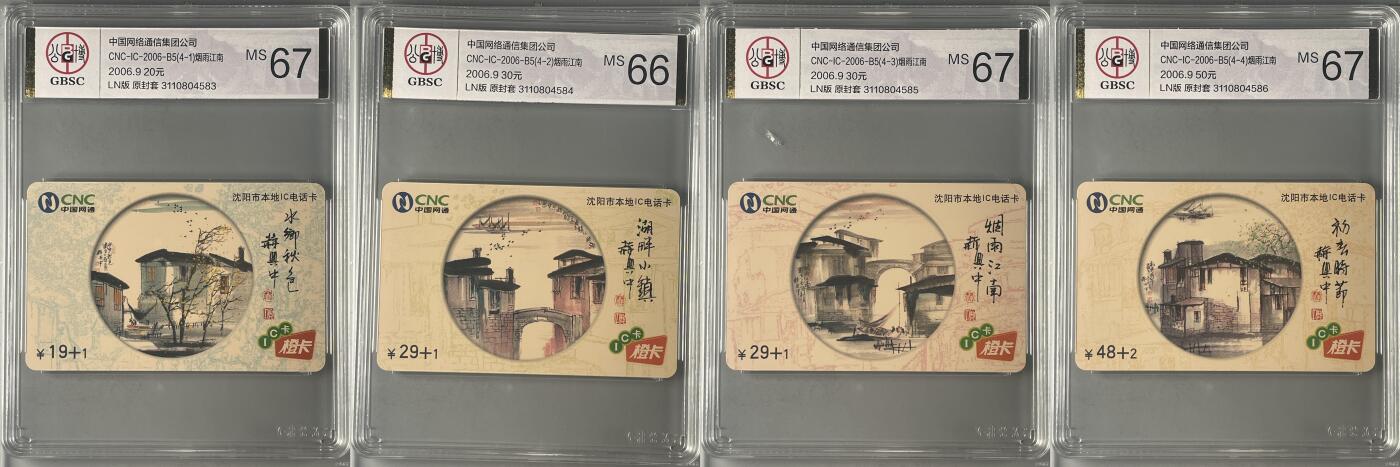 GBSC
中国网络通信集团公司
CNC-IC-2006-B5(4-1)烟雨江南
2006.9 20元
LN版 原封套 3110804583
MS 67
CNC
中国网通
沈阳市本地IC电话卡
水乡秋色
蒋兴中
¥19+1
IC卡
橙卡
GBSC
中国网络通信集团公司
CNC-IC-2006-B5(4-2)烟雨江南
2006.9 30元
LN版 原封套 3110804584
MS 66
CNC
中国网通
沈阳市本地IC电话卡
湖畔小镇
蒋兴中
¥29+1
IC卡
橙卡
GBSC
中国网络通信集团公司
CNC-IC-2006-B5(4-3)烟雨江南
2006.9 30元
LN版 原封套 3110804585
MS 67
CNC
中国网通
沈阳市本地IC电话卡
烟雨江南
蒋兴中
¥29+1
IC卡
橙卡
GBSC
中国网络通信集团公司
CNC-IC-2006-B5(4-4)烟雨江南
2006.9 50元
LN版 原封套 3110804586
MS 67
CNC
中国网通
沈阳市本地IC电话卡
初春时节
蒋兴中
¥48+2
IC卡
橙卡